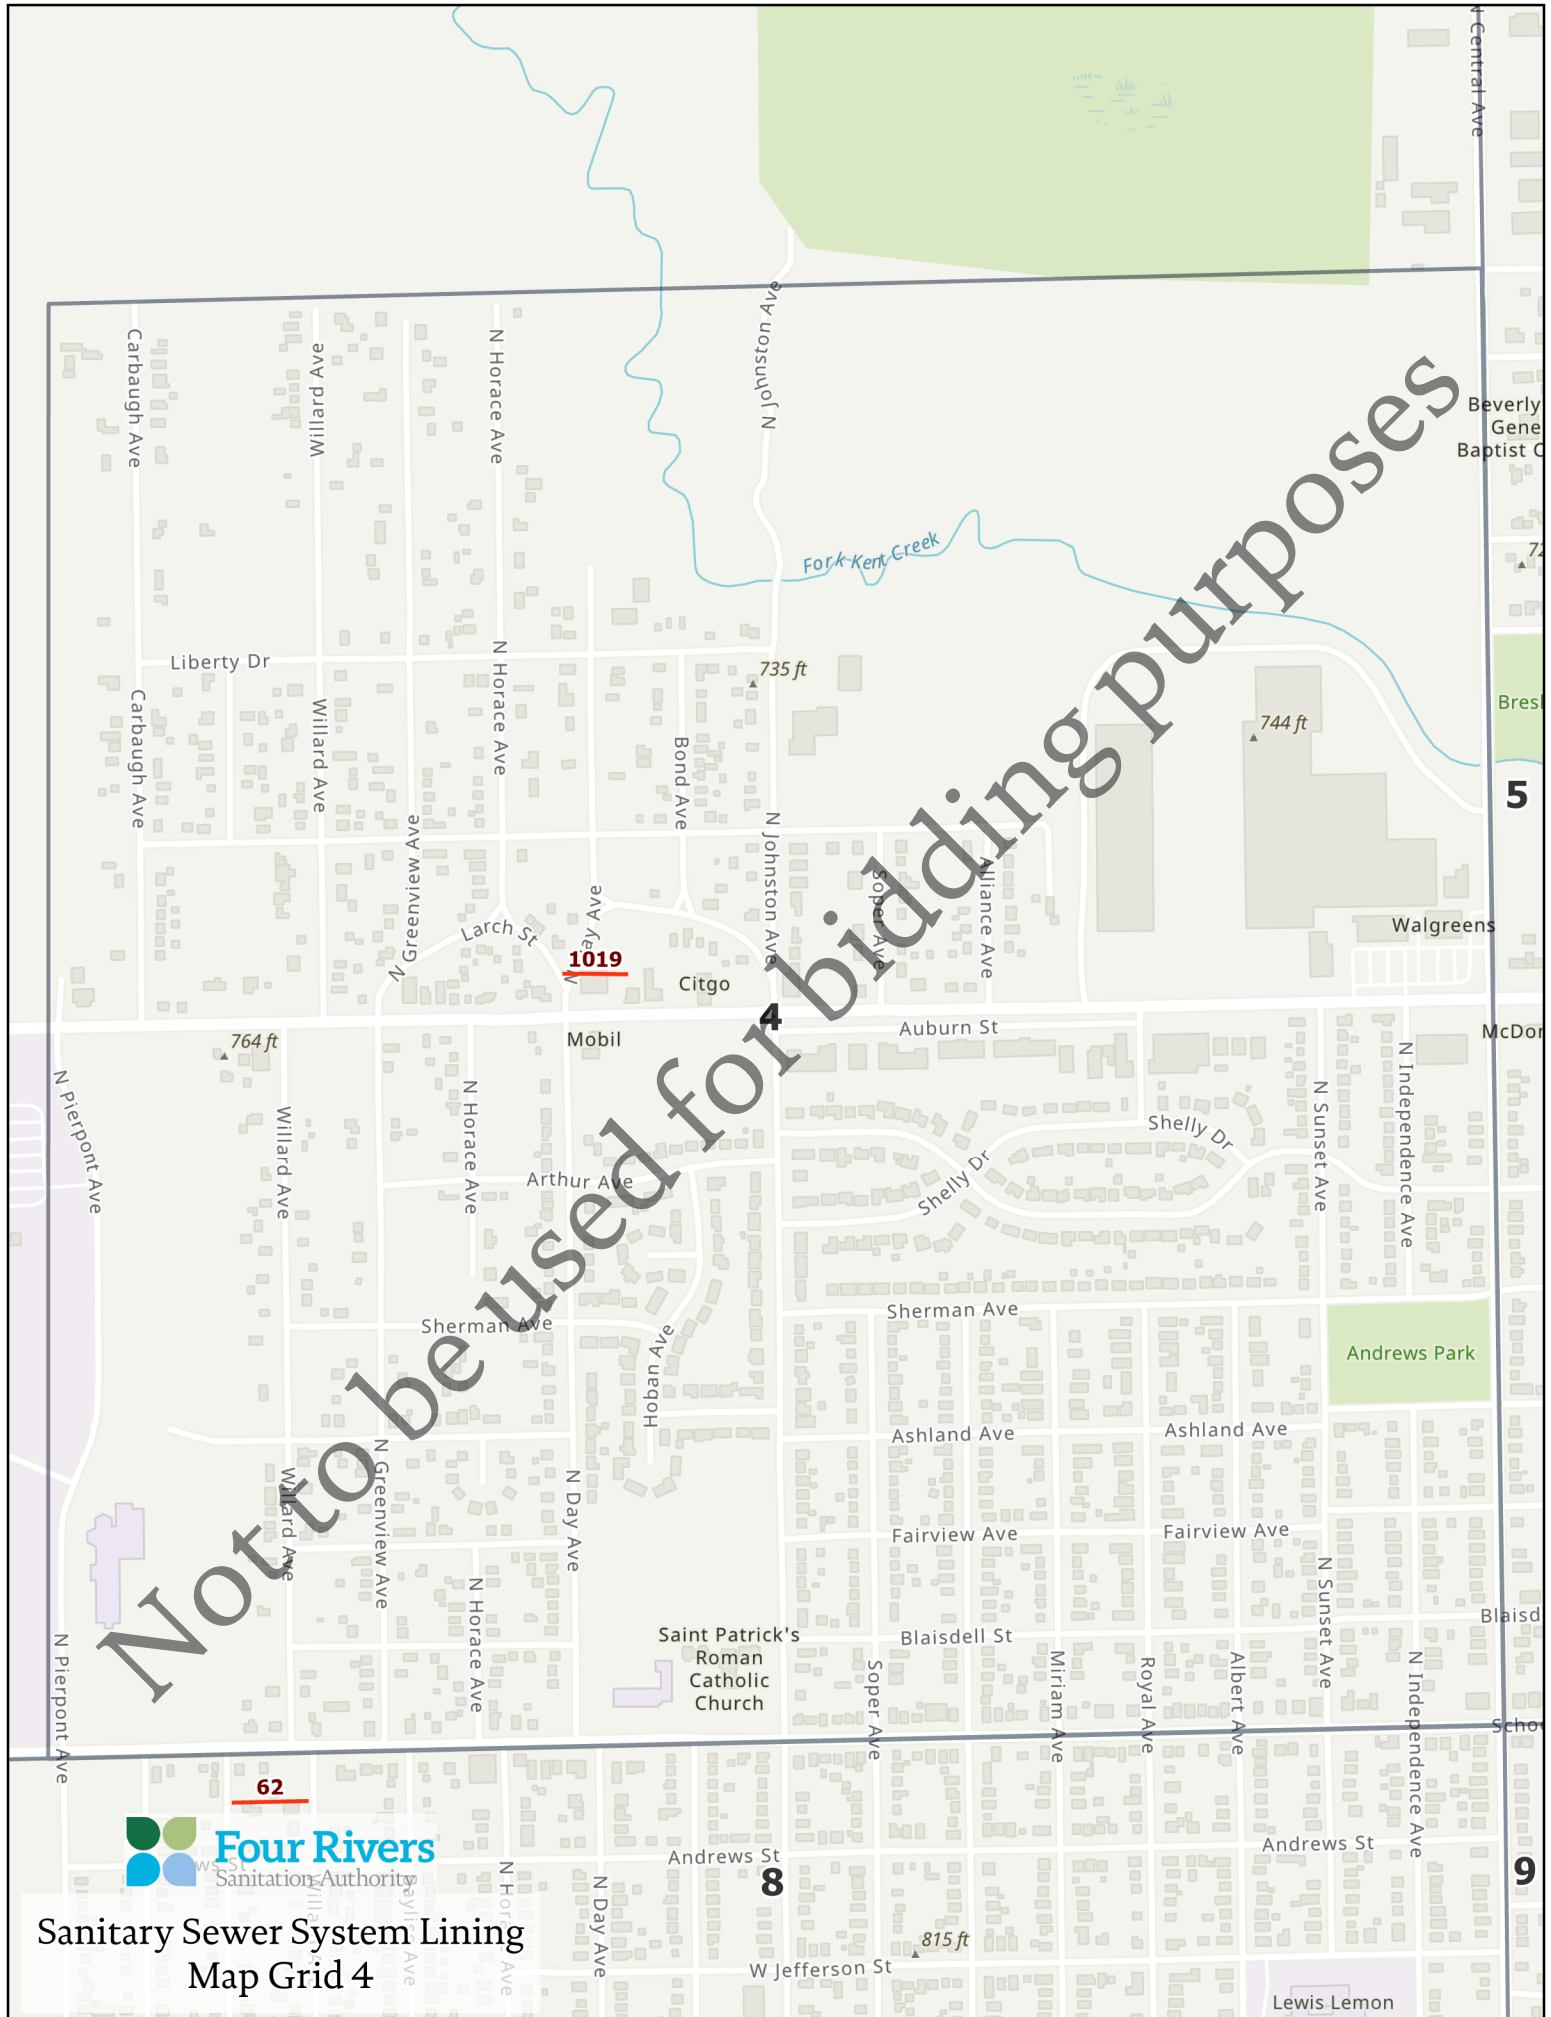 N Central Ave
Carbaugh Ave
Willard Ave
N Horace Ave
N Johnston Ave
Beverly
Gene
Baptist C
Fork Kent Creek
72
Liberty Dr
N Horace Ave
735 ft
Carbaugh Ave
Willard Ave
Bond Ave
744 ft
Bresl
5
N Greenview Ave
N Johnston Ave
Soper Ave
Alliance Ave
Larch St
Walgreens
1019
Citgo
4
Auburn St
764 ft
Mobil
McDon
N Pierpont Ave
Willard Ave
N Horace Ave
Arthur Ave
Shelly Dr
Shelly Dr
N Sunset Ave
N Independence Ave
Sherman Ave
Sherman Ave
Hoban Ave
Andrews Park
Ashland Ave
Ashland Ave
Willard Ave
N Greenview Ave
N Day Ave
Fairview Ave
Fairview Ave
N Horace Ave
N Sunset Ave
Blaisd
Saint Patrick's
Roman
Catholic
Church
Blaisdell St
N Pierpont Ave
Soper Ave
Miriam Ave
Royal Ave
Albert Ave
N Independence Ave
Schoo
62
Andrews St
Andrews St
8
9
N Horace Ave
N Day Ave
815 ft
W Jefferson St
Lewis Lemon
Not to be used for bidding purposes
Four Rivers
Sanitation Authority
Sanitary Sewer System Lining
Map Grid 4